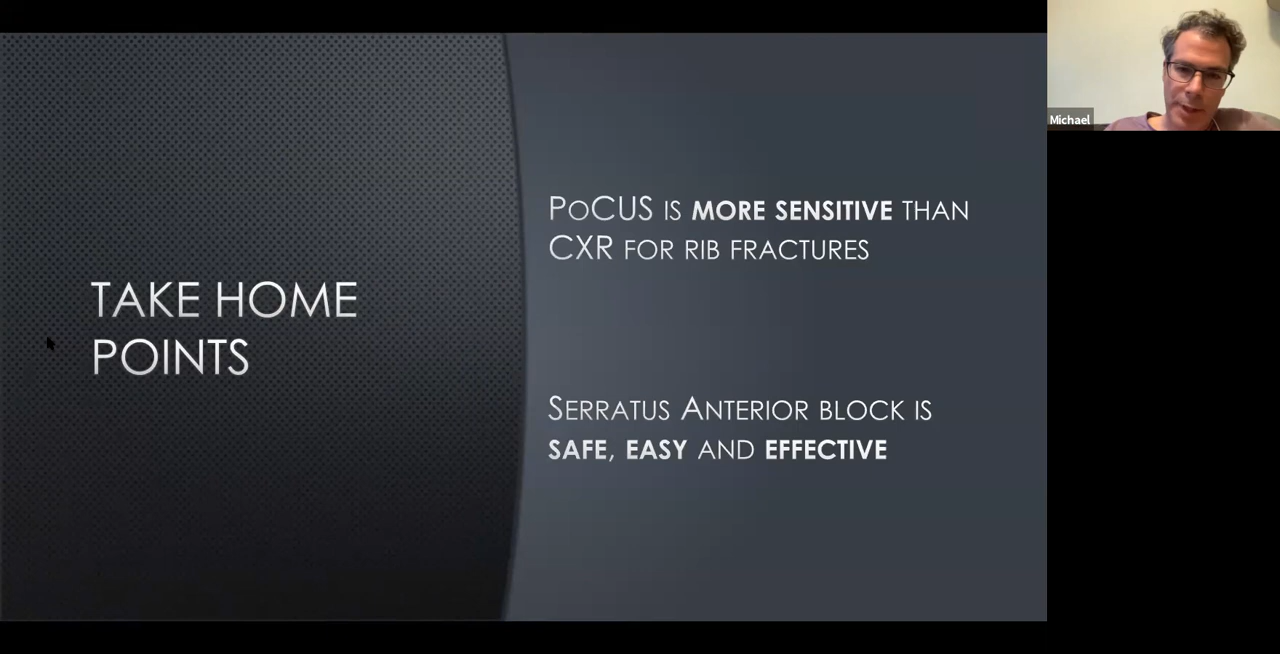 TAKE HOME
POINTS
POCUS IS MORE SENSITIVE THAN
CXR FOR RIB FRACTURES
SERRATUS ANTERIOR BLOCK IS
SAFE, EASY AND EFFECTIVE
Michael